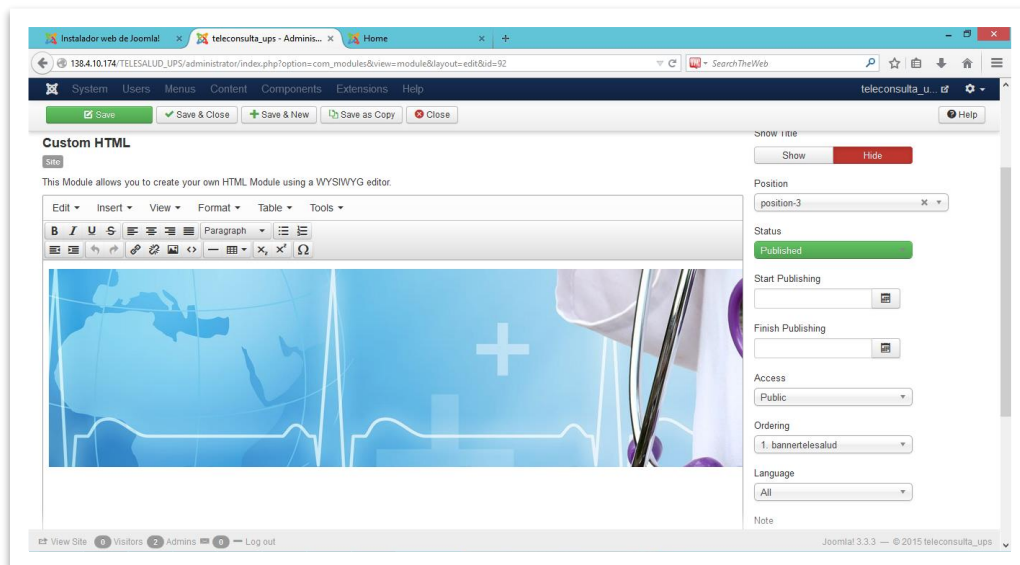 Instalador web de Joomla! × teleconsulta_ups - Adminis... × Home × +
138.4.10.174/TELESALUD_UPS/administrator/index.php?option=com_modules&view=module&layout=edit&id=92 SearchTheWeb
System Users Menus Content Components Extensions Help teleconsulta_u...
Save Save & Close Save & New Save as Copy Close Help
Custom HTML
Site
This Module allows you to create your own HTML Module using a WYSIWYG editor.
Edit Insert View Format Table Tools
B I U S Paragraph
Show Title
Show Hide
Position
position-3
Status
Published
Start Publishing
Finish Publishing
Access
Public
Ordering
1. bannertelesalud
Language
All
Note
View Site 0 Visitors 2 Admins 0 Log out Joomla! 3.3.3 — © 2015 teleconsulta_ups